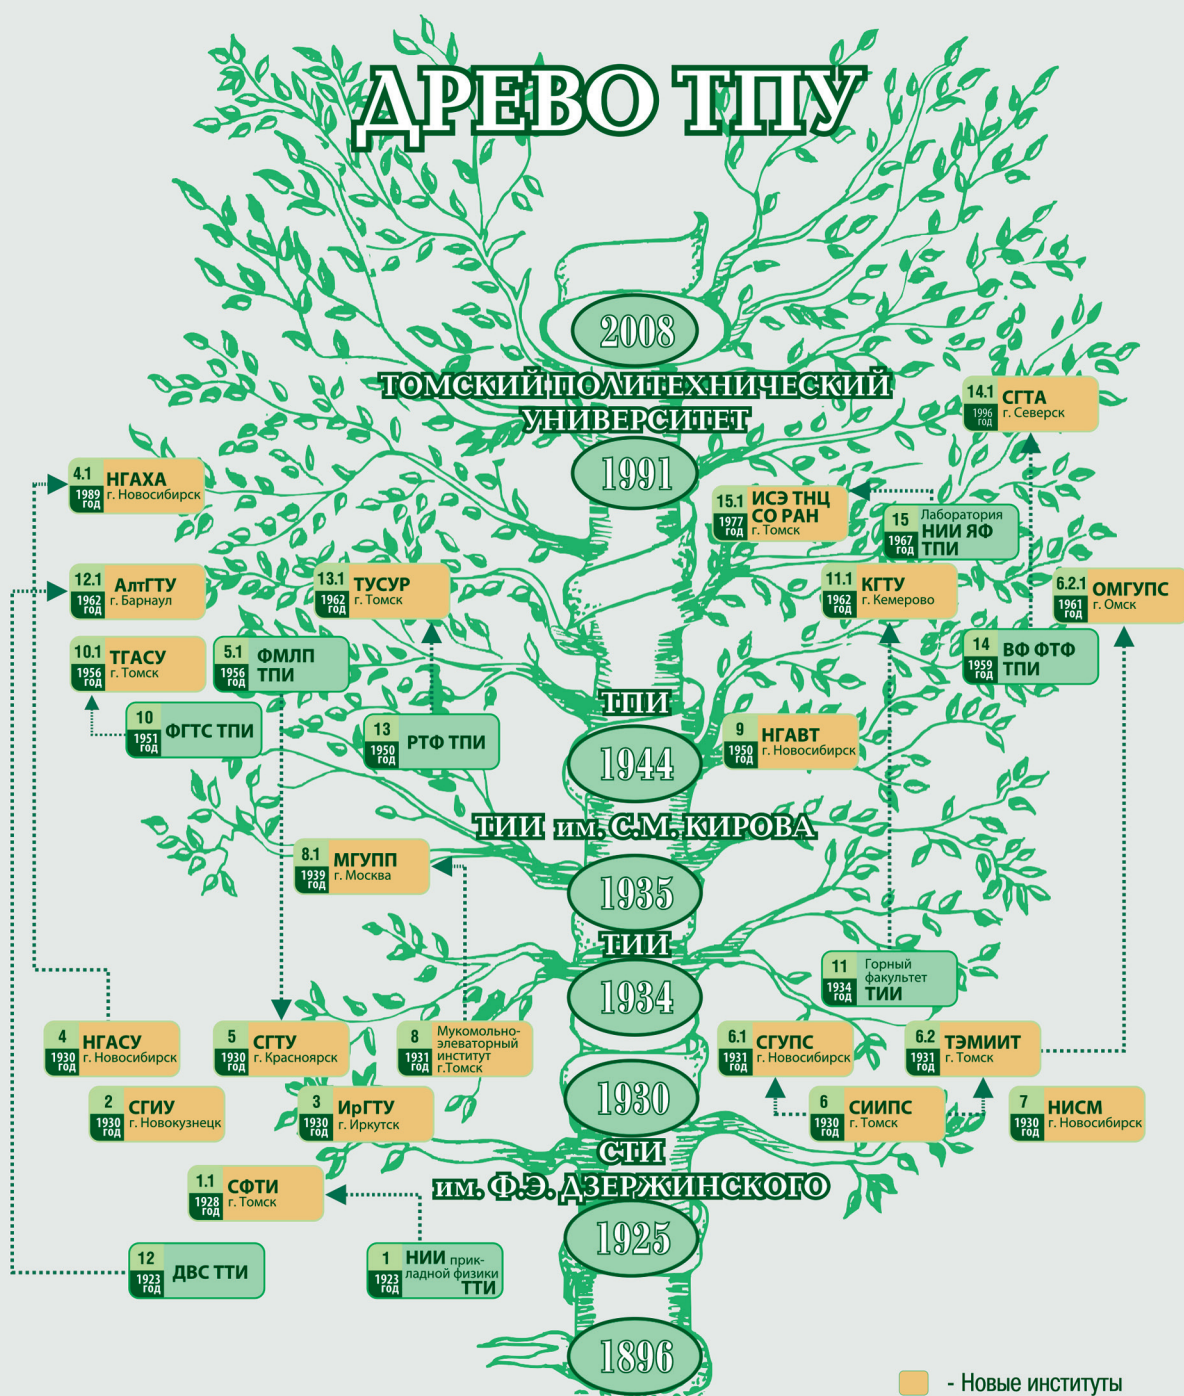 ДРЕВО ТПУ
2008
ТОМСКИЙ ПОЛИТЕХНИЧЕСКИЙ
УНИВЕРСИТЕТ
14.1
СГТА
1996
год
г. Северск
1991
4.1
НГАХА
1989
год
г. Новосибирск
15.1
ИСЭ ТНЦ
СО РАН
1977
год
г. Томск
15
Лаборатория
НИИ ЯФ
1967
год
ТПИ
12.1
АлтГТУ
1962
год
г. Барнаул
13.1
ТУСУР
1962
год
г. Томск
11.1
КГТУ
1962
год
г. Кемерово
6.2.1
ОМГУПС
1961
год
г. Омск
10.1
ТГАСУ
1956
год
г. Томск
5.1
ФМЛП
1956
год
ТПИ
14
ВФ ФТФ
1959
год
ТПИ
ТПИ
10
ФГТС ТПИ
1951
год
13
РТФ ТПИ
1950
год
1944
9
НГАВТ
1950
год
г. Новосибирск
ТИИ им. С.М. КИРОВА
8.1
МГУПП
1939
год
г. Москва
1935
ТИИ
1934
11
Горный
факультет
1934
год
ТИИ
4
НГАСУ
1930
год
г. Новосибирск
5
СГТУ
1930
год
г. Красноярск
8
Мукомольно-
элеваторный
институт
1931
год
г.Томск
6.1
СГУПС
1931
год
г. Новосибирск
6.2
ТЭМИИТ
1931
год
г. Томск
1930
2
СГИУ
1930
год
г. Новокузнецк
3
ИрГТУ
1930
год
г. Иркутск
6
СИИПС
1930
год
г. Томск
7
НИСМ
1930
год
г. Новосибирск
СТИ
им. Ф.Э. ДЗЕРЖИНСКОГО
1.1
СФТИ
1928
год
г. Томск
1925
12
ДВС ТТИ
1923
год
1
НИИ прик-
ладной физики
1923
год
ТТИ
1896
- Новые институты